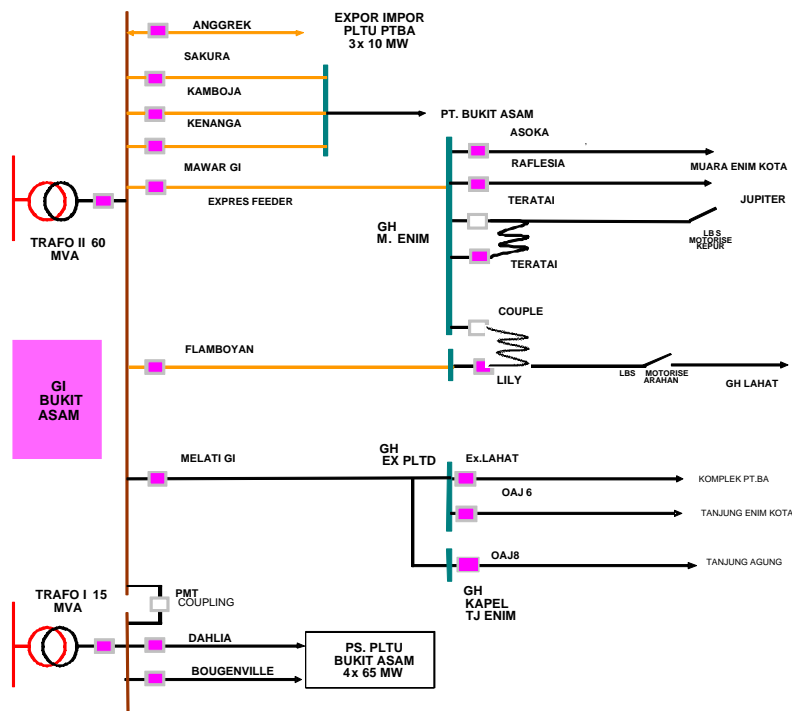 ANGGREK
EXPOR IMPOR
PLTU PTBA
3x 10 MW
SAKURA
KAMBOJA
KENANGA
PT. BUKIT ASAM
ASOKA
RAFLESIA
MUARA ENIM KOTA
MAWAR GI
EXPRES FEEDER
TERATAI
JUPITER
GH
M. ENIM
LBS
MOTORISE
KEPUR
TRAFO II 60
MVA
TERATAI
COUPLE
FLAMBOYAN
LILY
LBS MOTORISE
ARAHAN
GH LAHAT
GI
BUKIT
ASAM
MELATI GI
GH
EX PLTD
Ex.LAHAT
KOMPLEK PT.BA
OAJ 6
TANJUNG ENIM KOTA
OAJ8
TANJUNG AGUNG
GH
KAPEL
TJ ENIM
TRAFO I 15
MVA
PMT
COUPLING
DAHLIA
PS. PLTU
BUKIT ASAM
4x 65 MW
BOUGENVILLE